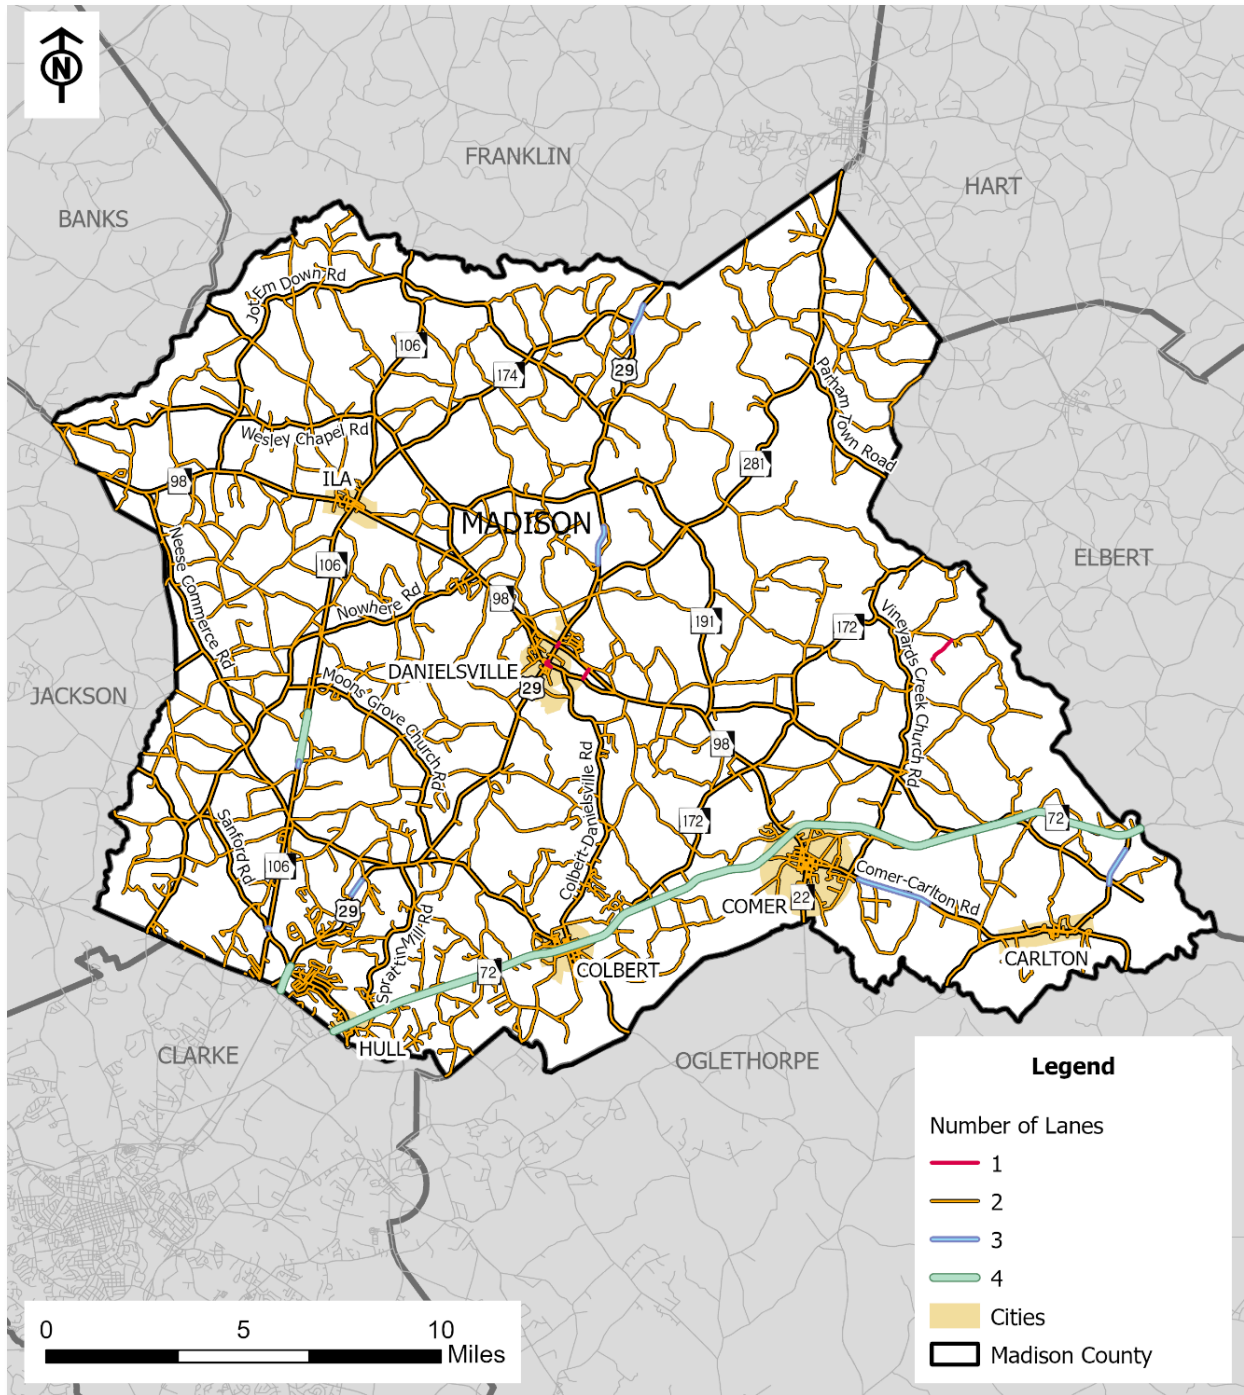 N
FRANKLIN
HART
BANKS
Jot Em Down Rd
106
174
29
Parham Town Road
Wesley Chapel Rd
98
ILA
281
MADISON
Neese Commerce Rd
ELBERT
106
Nowhere Rd
98
191
172
Vineyards Creek Church Rd
DANIELSVILLE
29
JACKSON
Moons Grove Church Rd
98
Colbert-Danielsville Rd
172
72
Sanford Rd
106
Comer-Carlton Rd
29
COMER
22
Spratlin Mill Rd
CARLTON
COLBERT
72
HULL
CLARKE
OGLETHORPE
Legend
Number of Lanes
1
2
3
4
Cities
Madison County
0 5 10
Miles